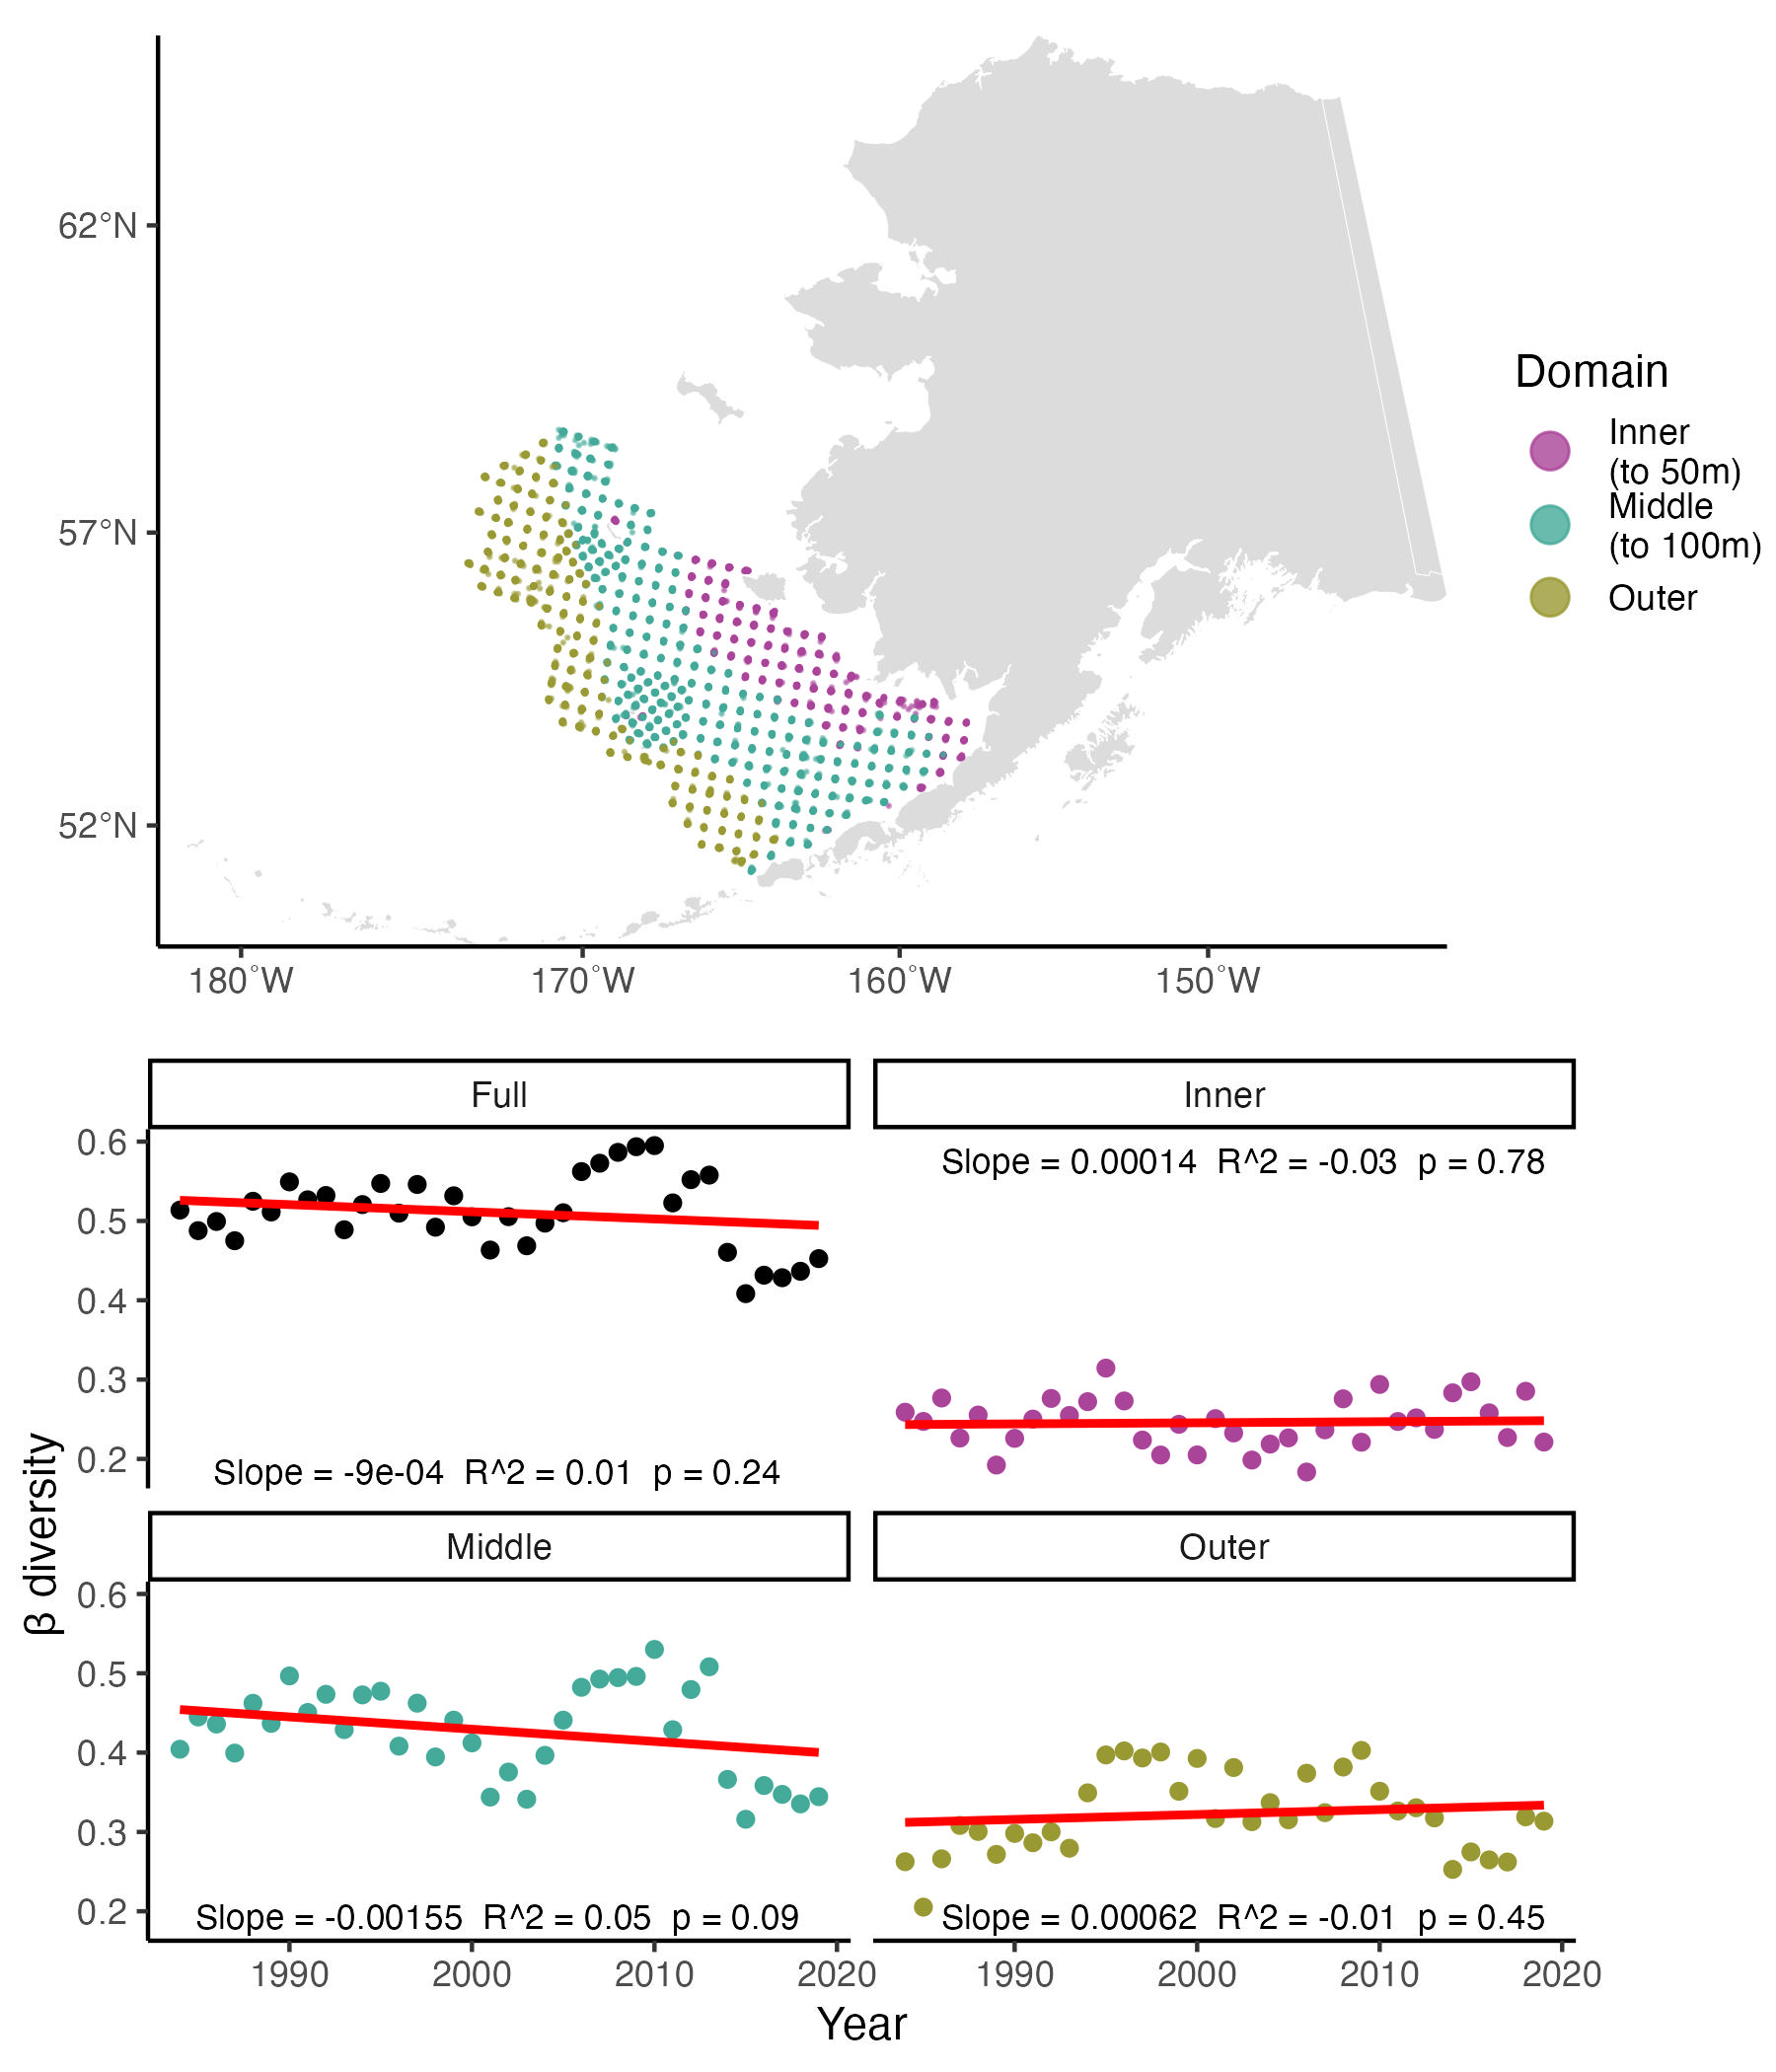 62°N
57°N
52°N
180°W
170°W
160°W
150°W
Domain
Inner
(to 50m)
Middle
(to 100m)
Outer
β diversity
Full
0.6
0.5
0.4
0.3
0.2
Slope = -9e-04 R^2 = 0.01 p = 0.24
Inner
Slope = 0.00014 R^2 = -0.03 p = 0.78
Middle
0.6
0.5
0.4
0.3
0.2
Slope = -0.00155 R^2 = 0.05 p = 0.09
Outer
Slope = 0.00062 R^2 = -0.01 p = 0.45
1990 2000 2010 2020
1990 2000 2010 2020
Year